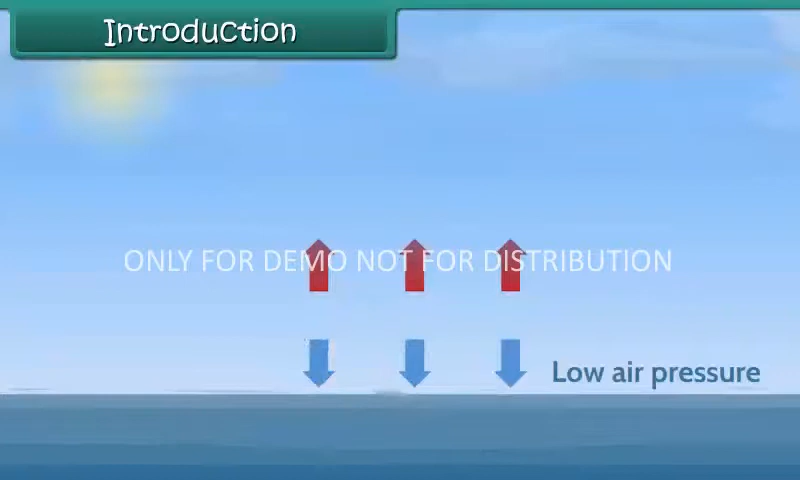 Introduction
ONLY FOR DEMO NOT FOR DISTRIBUTION
Low air pressure